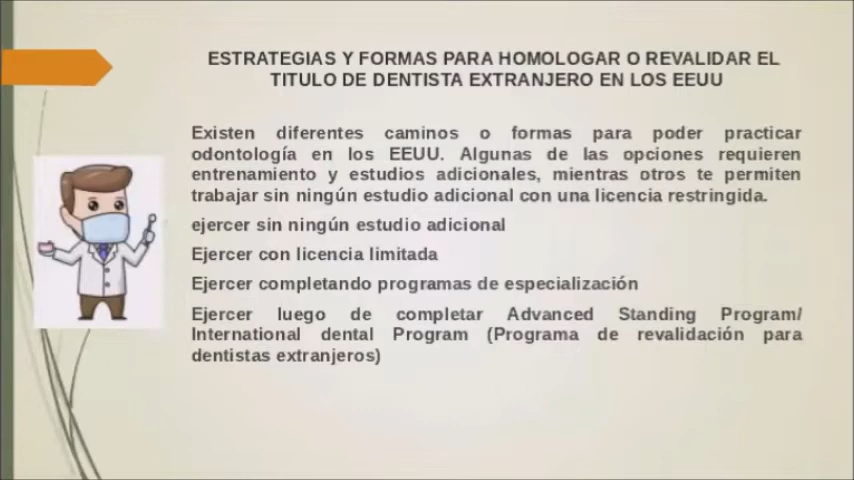 ESTRATEGIAS Y FORMAS PARA HOMOLOGAR O REVALIDAR EL
TITULO DE DENTISTA EXTRANJERO EN LOS EEUU
Existen diferentes caminos o formas para poder practicar
odontología en los EEUU. Algunas de las opciones requieren
entrenamiento y estudios adicionales, mientras otros te permiten
trabajar sin ningún estudio adicional con una licencia restringida.
ejercer sin ningún estudio adicional
Ejercer con licencia limitada
Ejercer completando programas de especialización
Ejercer luego de completar Advanced Standing Program/
International dental Program (Programa de revalidación para
dentistas extranjeros)